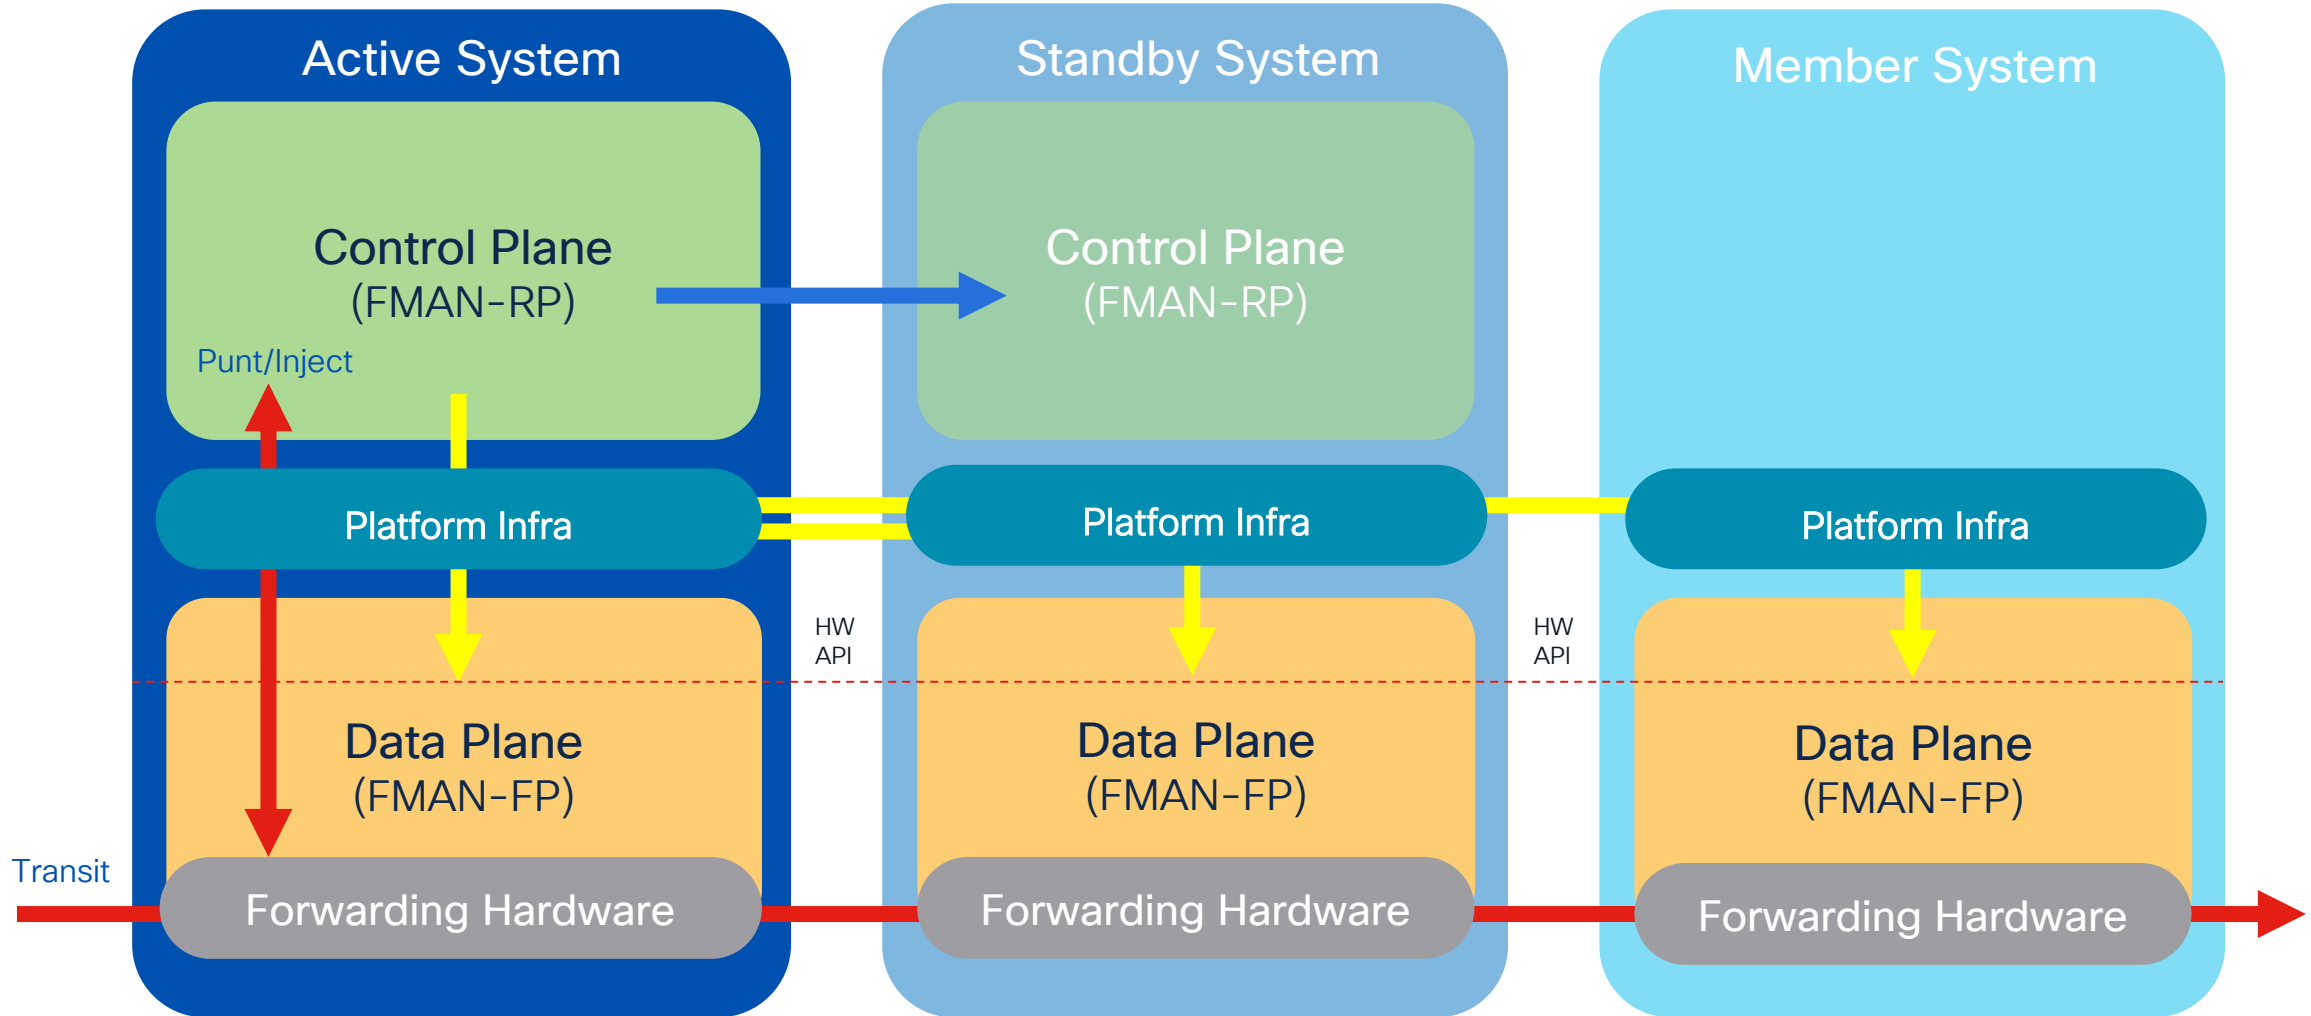 Active System
Control Plane
(FMAN-RP)
Punt/Inject
Platform Infra
Data Plane
(FMAN-FP)
Transit
Forwarding Hardware
HW
API
Standby System
Control Plane
(FMAN-RP)
Platform Infra
Data Plane
(FMAN-FP)
Forwarding Hardware
HW
API
Member System
Platform Infra
Data Plane
(FMAN-FP)
Forwarding Hardware